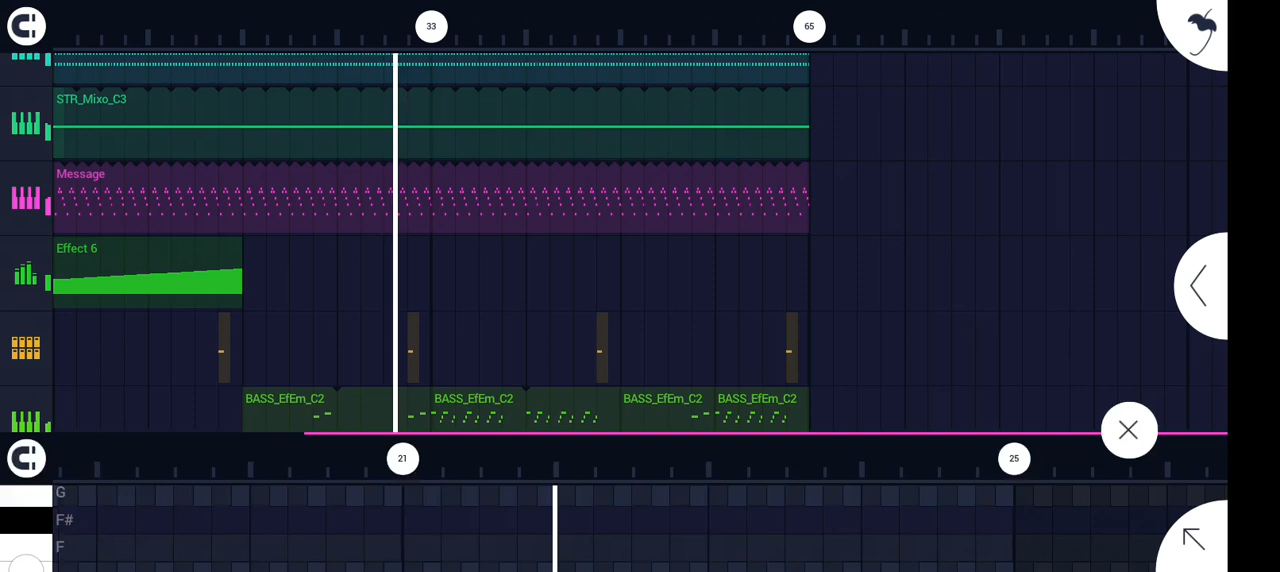 33
65
STR_Mixo_C3
Message
Effect 6
BASS_EfEm_C2 BASS_EfEm_C2 BASS_EfEm_C2 BASS_EfEm_C2
21
25
G
F#
F